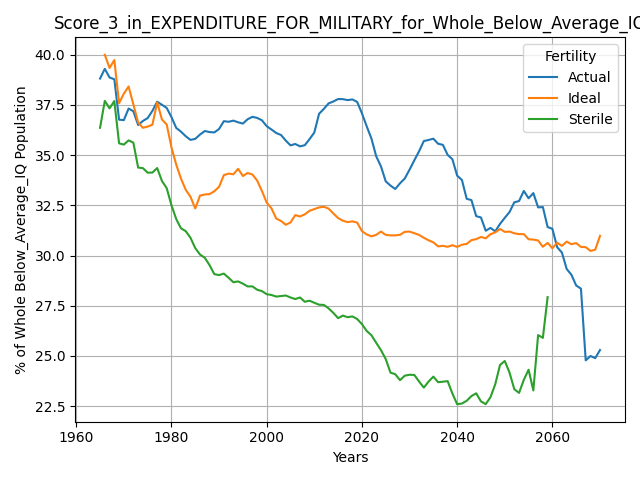 Score_3_in_EXPENDITURE_FOR_MILITARY_for_Whole_Below_Average_IQ
% of Whole Below_Average_IQ Population
40.0
37.5
35.0
32.5
30.0
27.5
25.0
22.5
Fertility
Actual
Ideal
Sterile
1960
1980
2000
2020
2040
2060
Years